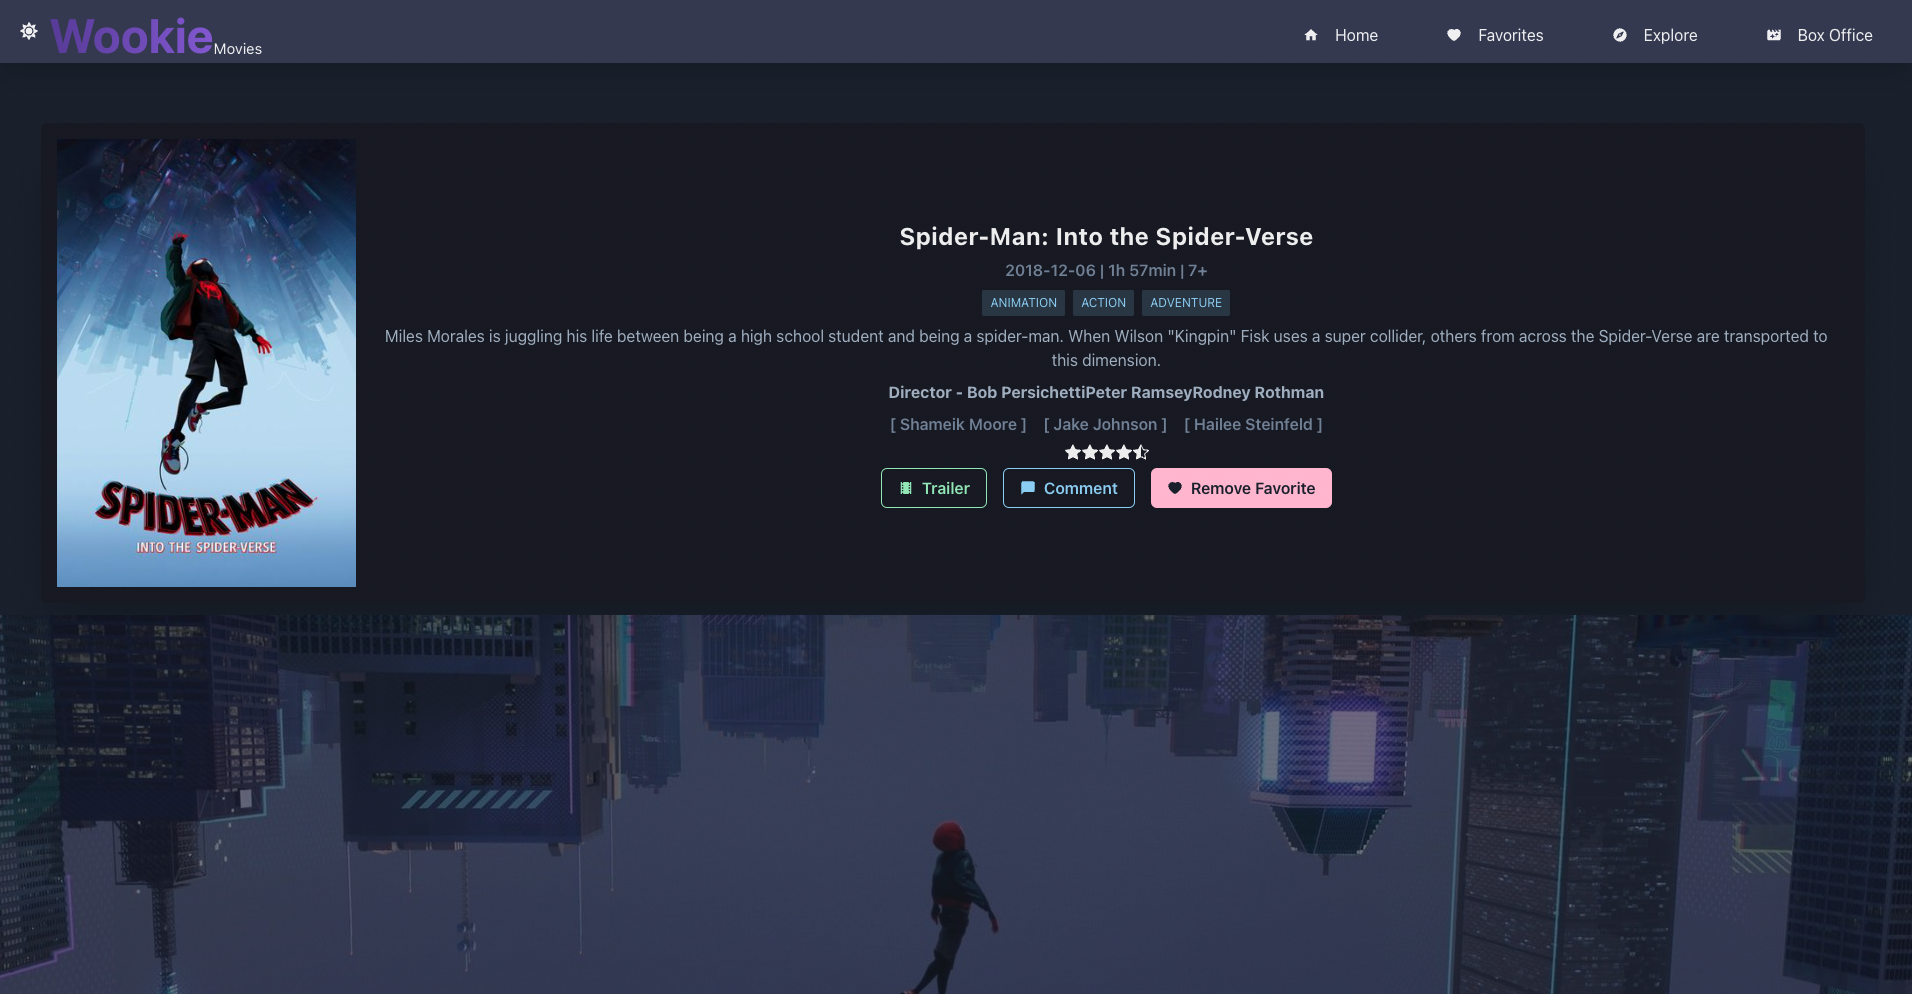 Wookie Movies Home Favorites Explore Box Office
Spider-Man: Into the Spider-Verse
2018-12-06 | 1h 57min | 7+
ANIMATION ACTION ADVENTURE
Miles Morales is juggling his life between being a high school student and being a spider-man. When Wilson "Kingpin" Fisk uses a super collider, others from across the Spider-Verse are transported to
this dimension.
Director - Bob PersichettiPeter RamseyRodney Rothman
[ Shameik Moore ] [ Jake Johnson ] [ Hailee Steinfeld ]
Trailer Comment Remove Favorite
SPIDER-MAN
INTO THE SPIDER-VERSE